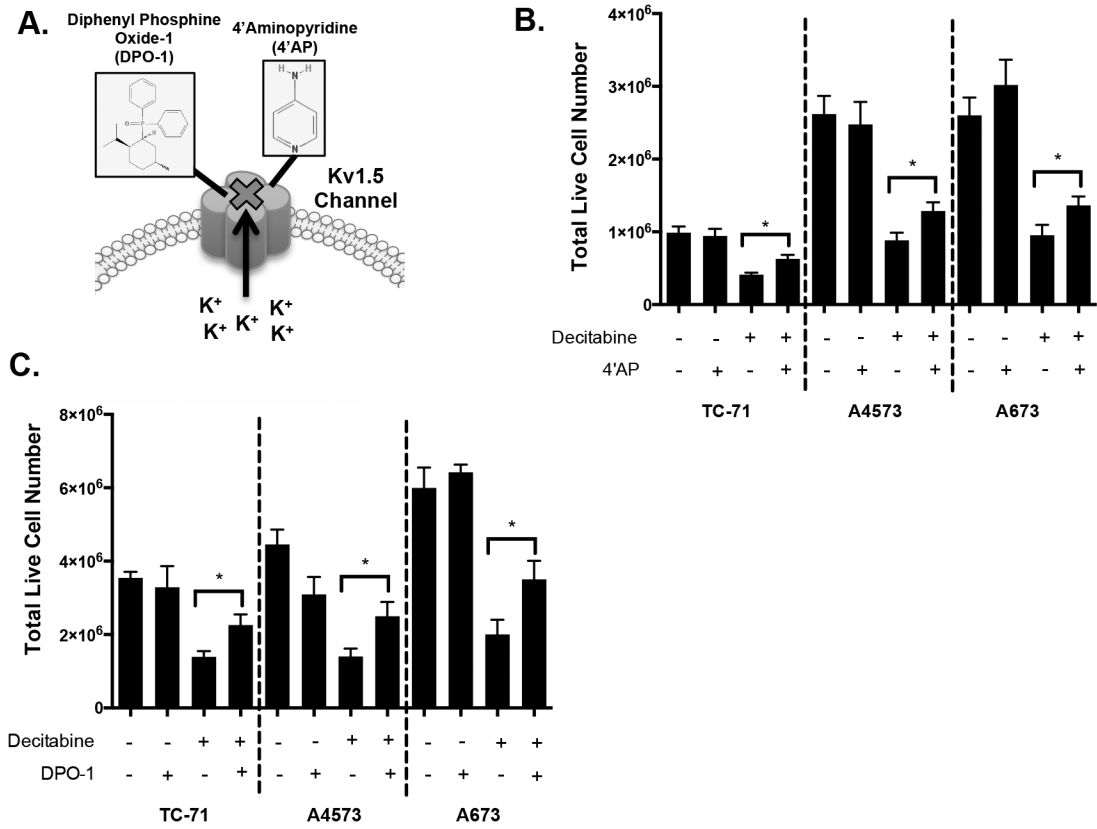 A.
Diphenyl Phosphine
Oxide-1
(DPO-1)
4'Aminopyridine
(4'AP)
H H
N
N
O P
H
Kv1.5
Channel
K+ K+
K+ K+ K+
B.
Total Live Cell Number
4×10⁶
3×10⁶
2×10⁶
1×10⁶
0
* * *
Decitabine - - + + - - + + - - + +
4'AP - + - + - + - + - + - +
TC-71 A4573 A673
C.
Total Live Cell Number
8×10⁶
6×10⁶
4×10⁶
2×10⁶
0
* * *
Decitabine - - + + - - + + - - + +
DPO-1 - + - + - + - + - + - +
TC-71 A4573 A673